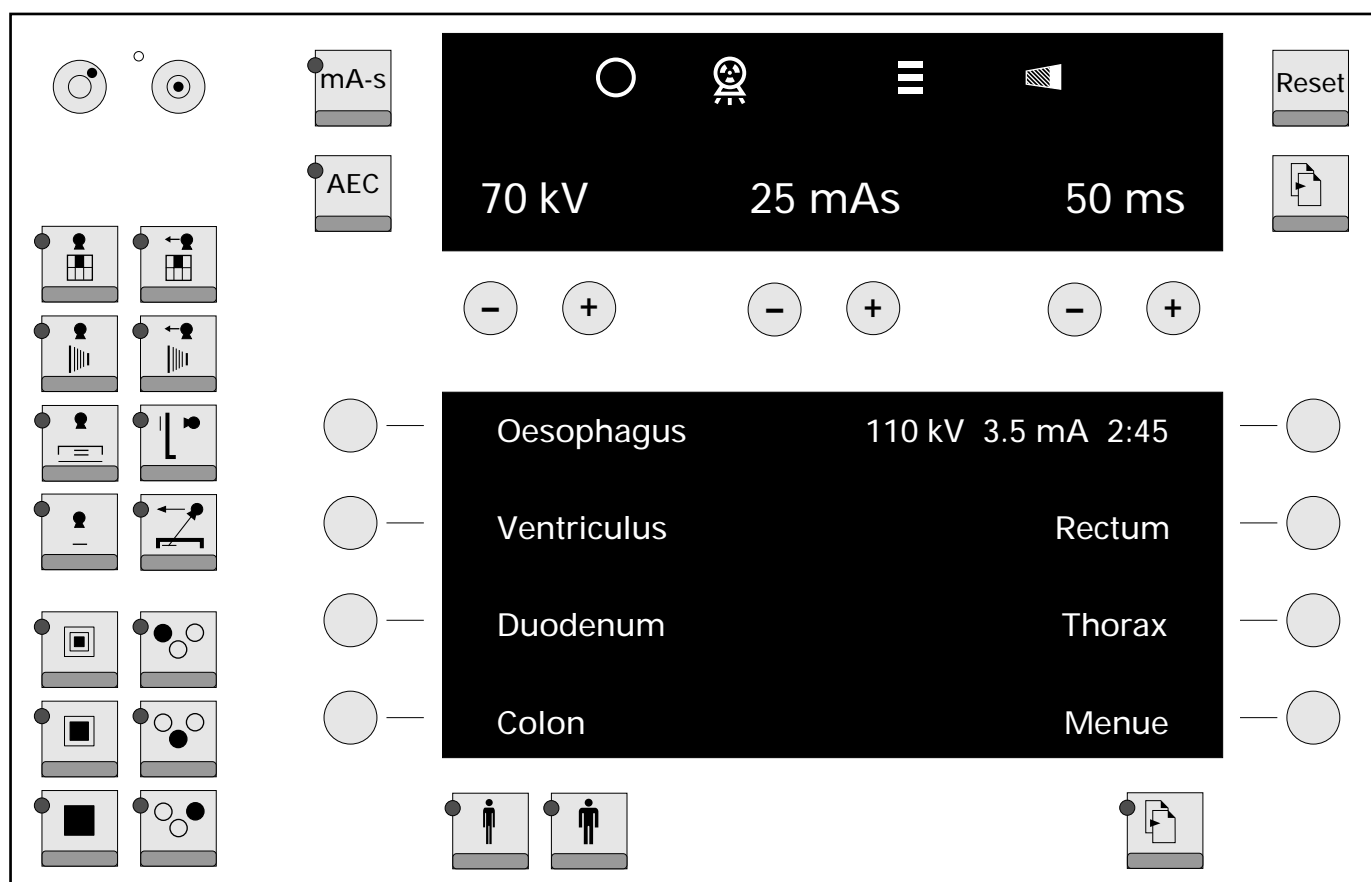 mA-s
Reset
AEC
70 kV 25 mAs 50 ms
– + – + – +
Oesophagus 110 kV 3.5 mA 2:45
Ventriculus Rectum
Duodenum Thorax
Colon Menue